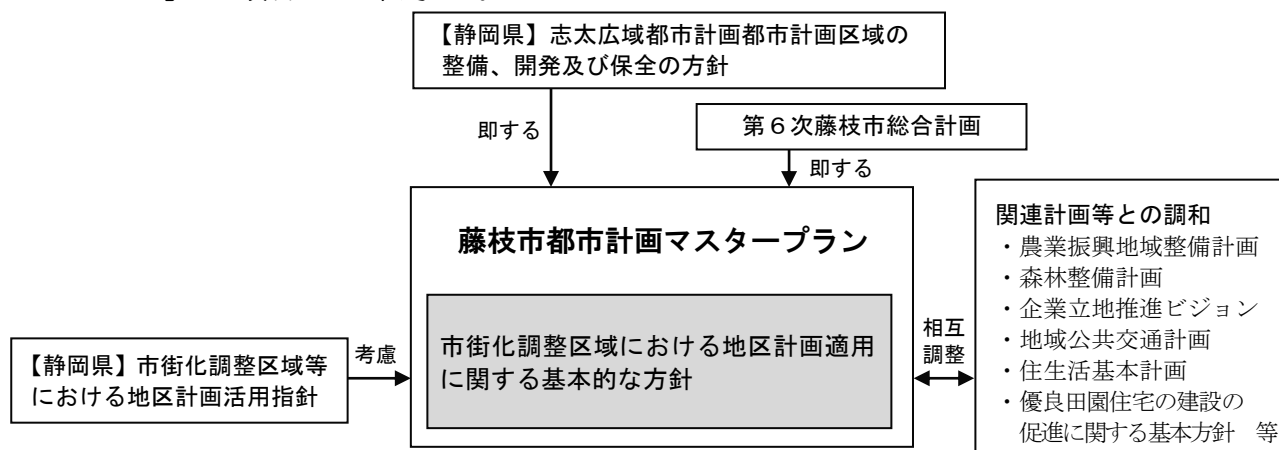 【静岡県】志太広域都市計画都市計画区域の
整備、開発及び保全の方針
即する
第６次藤枝市総合計画
即する
藤枝市都市計画マスタープラン
市街化調整区域における地区計画適用
に関する基本的な方針
【静岡県】市街化調整区域等
における地区計画活用指針
考慮
相互
調整
関連計画等との調和
・農業振興地域整備計画
・森林整備計画
・企業立地推進ビジョン
・地域公共交通計画
・住生活基本計画
・優良田園住宅の建設の
促進に関する基本方針　等